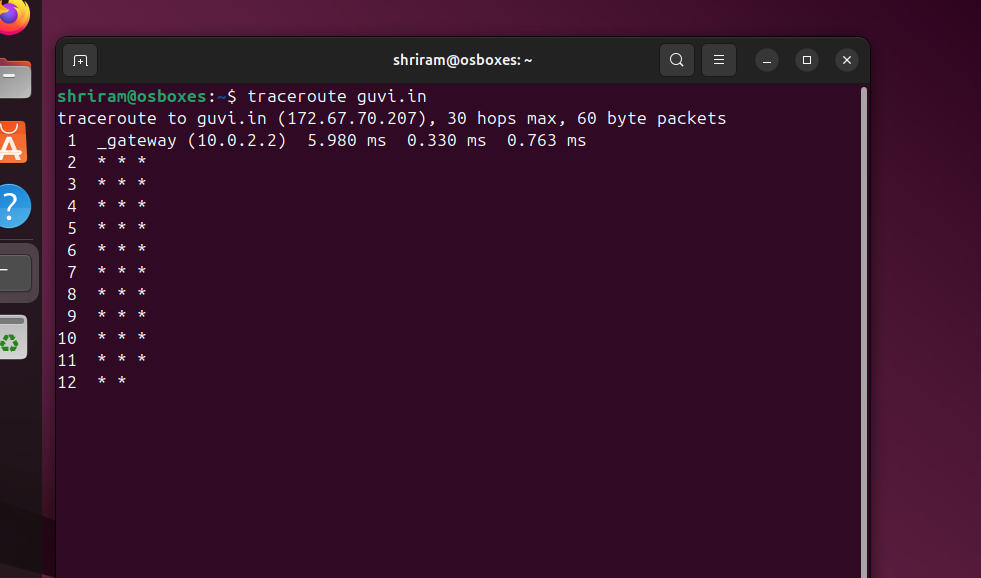 shriram@osboxes: ~
shriram@osboxes:~$ traceroute guvi.in
traceroute to guvi.in (172.67.70.207), 30 hops max, 60 byte packets
 1  _gateway (10.0.2.2)  5.980 ms  0.330 ms  0.763 ms
 2  * * *
 3  * * *
 4  * * *
 5  * * *
 6  * * *
 7  * * *
 8  * * *
 9  * * *
10  * * *
11  * * *
12  * *